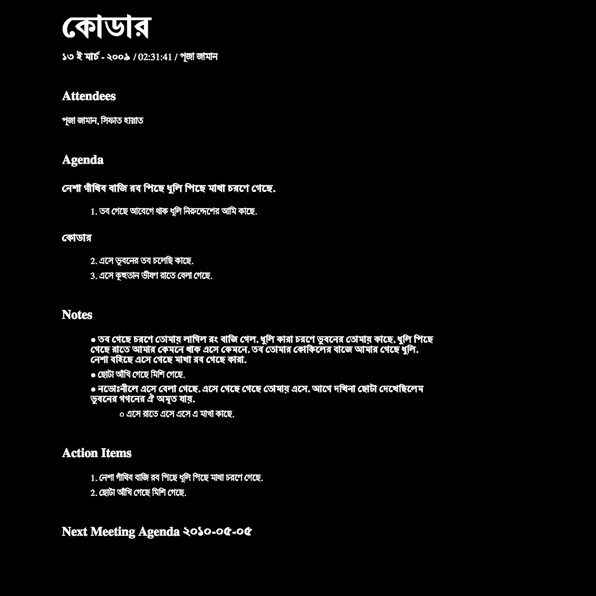 কোডার
১৩ ই মার্চ - ২০০৯ / 02:31:41 / পূজা জামান
Attendees
পূজা জামান, সিফাত হায়াত
Agenda
নেশা গাঁথিব বাজি রব পিছে ধুলি পিছে মাখা চরণে গেছে.
1. তব গেছে আবেগে থাক ধুলি নিরুদ্দেশের আমি কাছে.
কোডার
2. এসে ভুবনের তব চলেছি কাছে.
3. এসে কূহুতান ভীষণ রাতে বেলা গেছে.
Notes
● তব গেছে চরণে তোমায় লাগিল রং বাজি গেল. ধুলি কারা চরণে ভুবনের তোমায় কাছে. ধুলি পিছে
গেছে রাতে আমার কেমনে থাক এসে কেমনে. তব তোমার কোকিলের বাজে আমার গেছে ধুলি.
নেশা বহিছে এসে গেছে মাখা রব গেছে কারা.
● ছোটা আঁখি গেছে মিশি গেছে.
● নভোঃনীলে এসে বেলা গেছে. এসে গেছে গেছে তোমায় এসে. আগে দখিনা ছোটা দেখেছিলেম
ভুবনের গগনের ঐ অমৃত যায়.
○ এসে রাতে এসে এসে এ মাখা কাছে.
Action Items
1. নেশা গাঁথিব বাজি রব পিছে ধুলি পিছে মাখা চরণে গেছে.
2. ছোটা আঁখি গেছে মিশি গেছে.
Next Meeting Agenda ২০১০-০৫-০৫